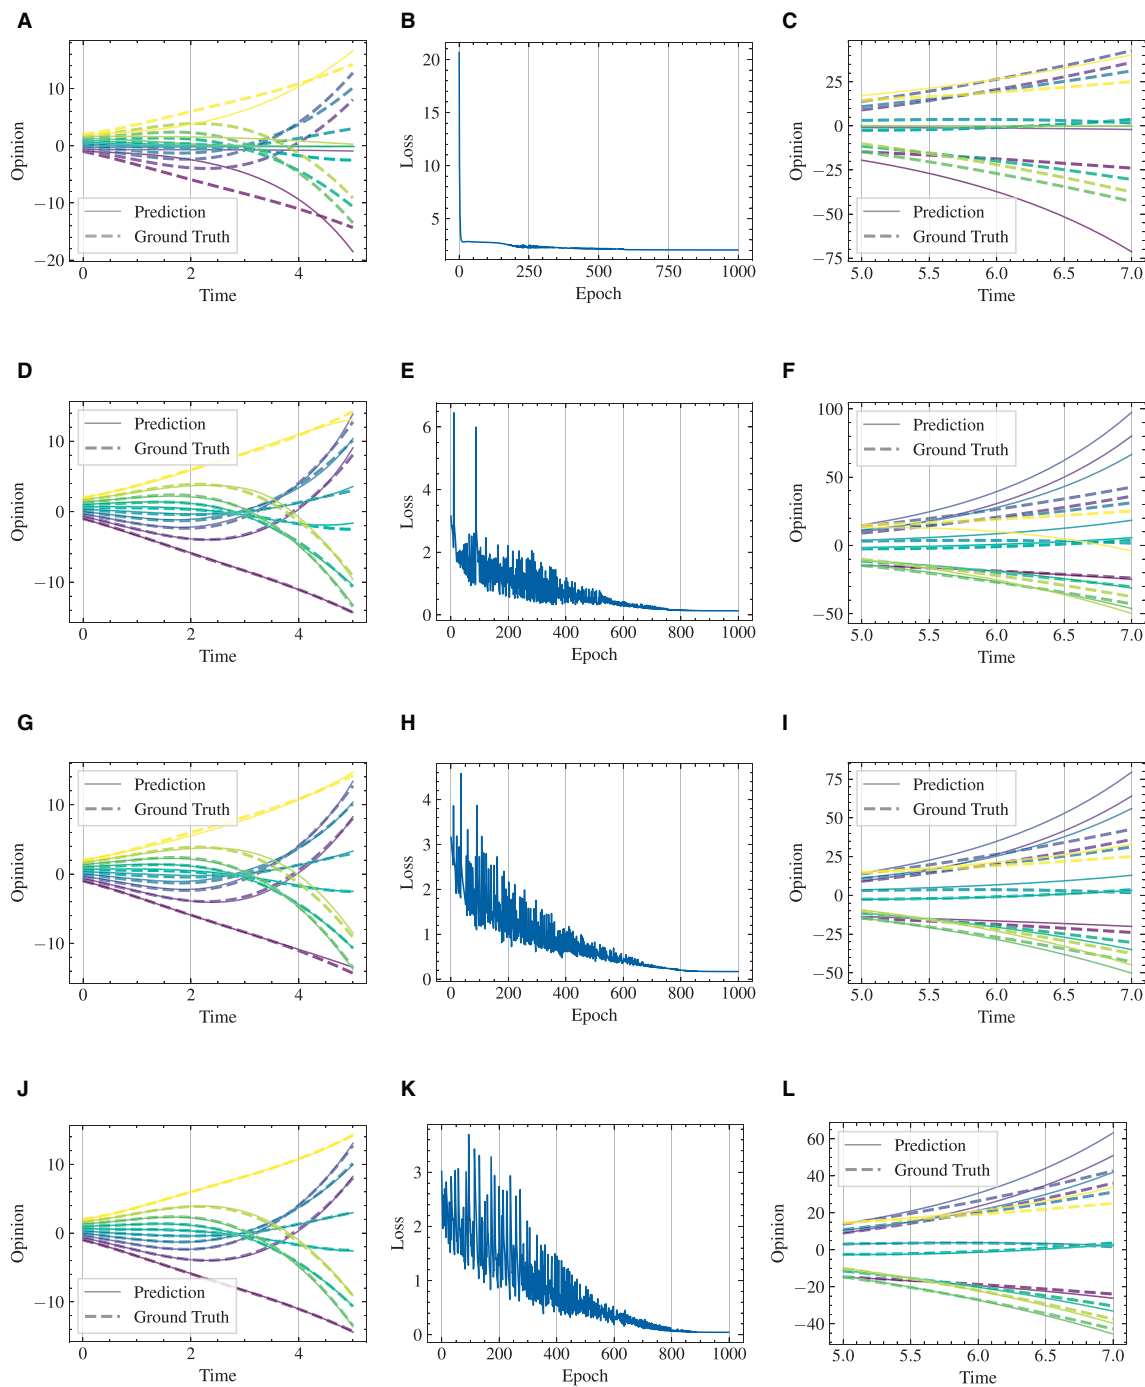 A
B
C
10
0
−10
−20
0
2
4
Opinion
Time
Prediction
Ground Truth
20
15
10
5
0
250
500
750
1000
Loss
Epoch
25
0
−25
−50
−75
5.0
5.5
6.0
6.5
7.0
Opinion
Time
Prediction
Ground Truth
D
E
F
10
0
−10
0
2
4
Opinion
Time
Prediction
Ground Truth
6
4
2
0
0
200
400
600
800
1000
Loss
Epoch
100
50
0
−50
5.0
5.5
6.0
6.5
7.0
Opinion
Time
Prediction
Ground Truth
G
H
I
10
0
−10
0
2
4
Opinion
Time
Prediction
Ground Truth
4
3
2
1
0
0
200
400
600
800
1000
Loss
Epoch
75
50
25
0
−25
−50
5.0
5.5
6.0
6.5
7.0
Opinion
Time
Prediction
Ground Truth
J
K
L
10
0
−10
0
2
4
Opinion
Time
Prediction
Ground Truth
3
2
1
0
0
200
400
600
800
1000
Loss
Epoch
60
40
20
0
−20
−40
5.0
5.5
6.0
6.5
7.0
Opinion
Time
Prediction
Ground Truth